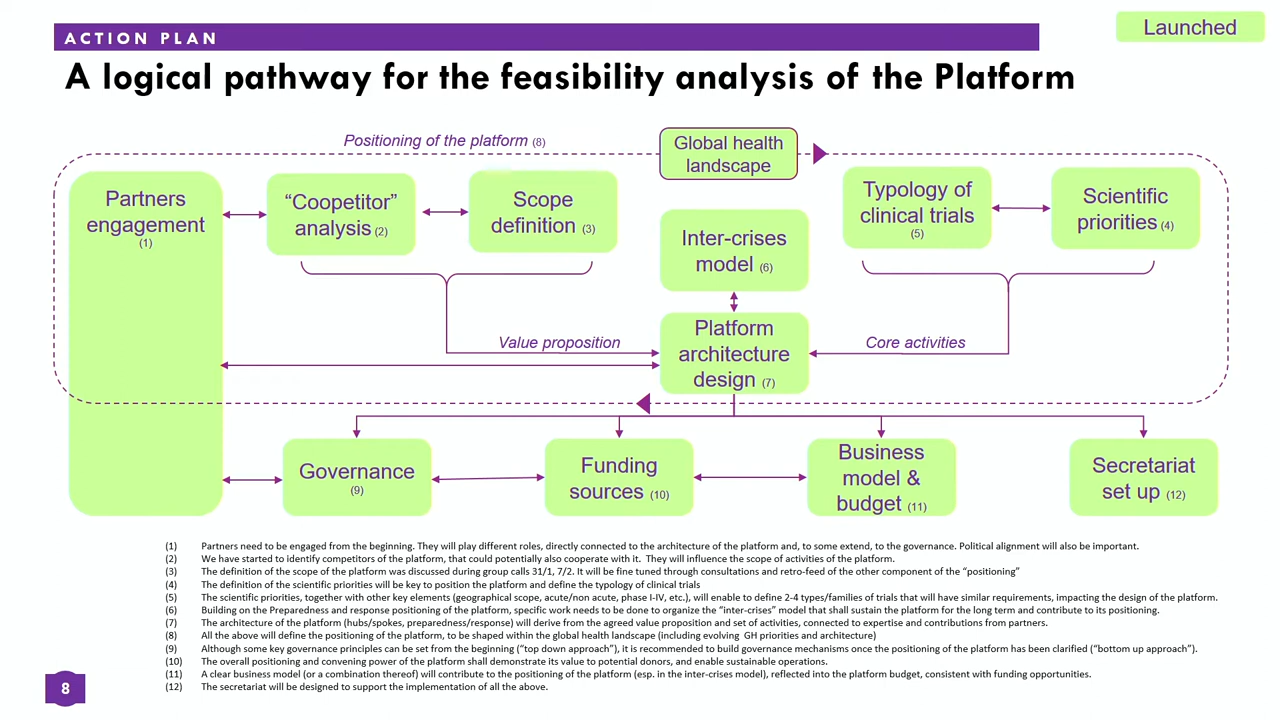 ACTION PLAN
Launched
A logical pathway for the feasibility analysis of the Platform
Positioning of the platform (8)
Global health
landscape
Partners
engagement
(1)
“Coopetitor”
analysis (2)
Scope
definition (3)
Inter-crises
model (6)
Typology of
clinical trials
(5)
Scientific
priorities (4)
Value proposition
Platform
architecture
design (7)
Core activities
Governance
(9)
Funding
sources (10)
Business
model &
budget (11)
Secretariat
set up (12)
(1) Partners need to be engaged from the beginning. They will play different roles, directly connected to the architecture of the platform and, to some extend, to the governance. Political alignment will also be important.
(2) We have started to identify competitors of the platform, that could potentially also cooperate with it. They will influence the scope of activities of the platform.
(3) The definition of the scope of the platform was discussed during group calls 31/1, 7/2. It will be fine tuned through consultations and retro-feed of the other component of the “positioning”
(4) The definition of the scientific priorities will be key to position the platform and define the typology of clinical trials
(5) The scientific priorities, together with other key elements (geographical scope, acute/non acute, phase I-IV, etc.), will enable to define 2-4 types/families of trials that will have similar requirements, impacting the design of the platform.
(6) Building on the Preparedness and response positioning of the platform, specific work needs to be done to organize the “inter-crises” model that shall sustain the platform for the long term and contribute to its positioning.
(7) The architecture of the platform (hubs/spokes, preparedness/response) will derive from the agreed value proposition and set of activities, connected to expertise and contributions from partners.
(8) All the above will define the positioning of the platform, to be shaped within the global health landscape (including evolving GH priorities and architecture)
(9) Although some key governance principles can be set from the beginning (“top down approach”), it is recommended to build governance mechanisms once the positioning of the platform has been clarified (“bottom up approach”).
(10) The overall positioning and convening power of the platform shall demonstrate its value to potential donors, and enable sustainable operations.
(11) A clear business model (or a combination thereof) will contribute to the positioning of the platform (esp. in the inter-crises model), reflected into the platform budget, consistent with funding opportunities.
(12) The secretariat will be designed to support the implementation of all the above.
8